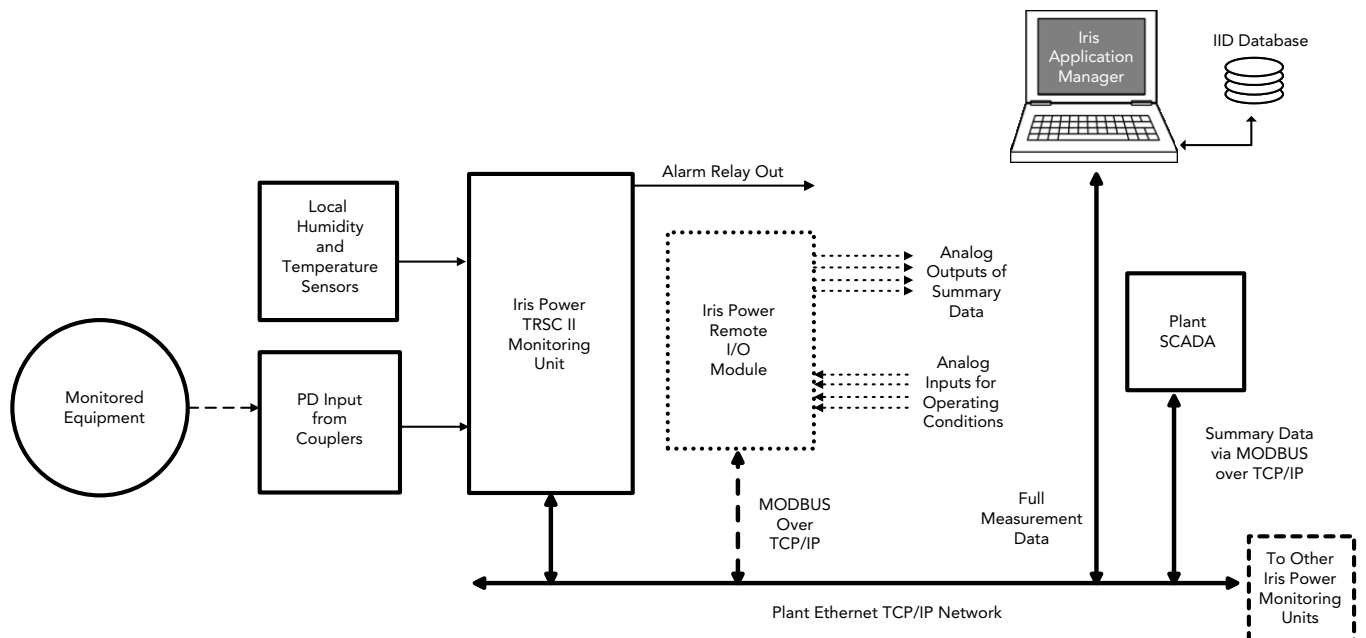 Iris
Application
Manager
IID Database
Alarm Relay Out
Local
Humidity
and
Temperature
Sensors
Iris Power
TRSC II
Monitoring
Unit
Iris Power
Remote
I/O
Module
Analog
Outputs of
Summary
Data
Analog
Inputs for
Operating
Conditions
Plant
SCADA
Monitored
Equipment
PD Input
from
Couplers
MODBUS
Over
TCP/IP
Full
Measurement
Data
Summary Data
via MODBUS
over TCP/IP
To Other
Iris Power
Monitoring
Units
Plant Ethernet TCP/IP Network